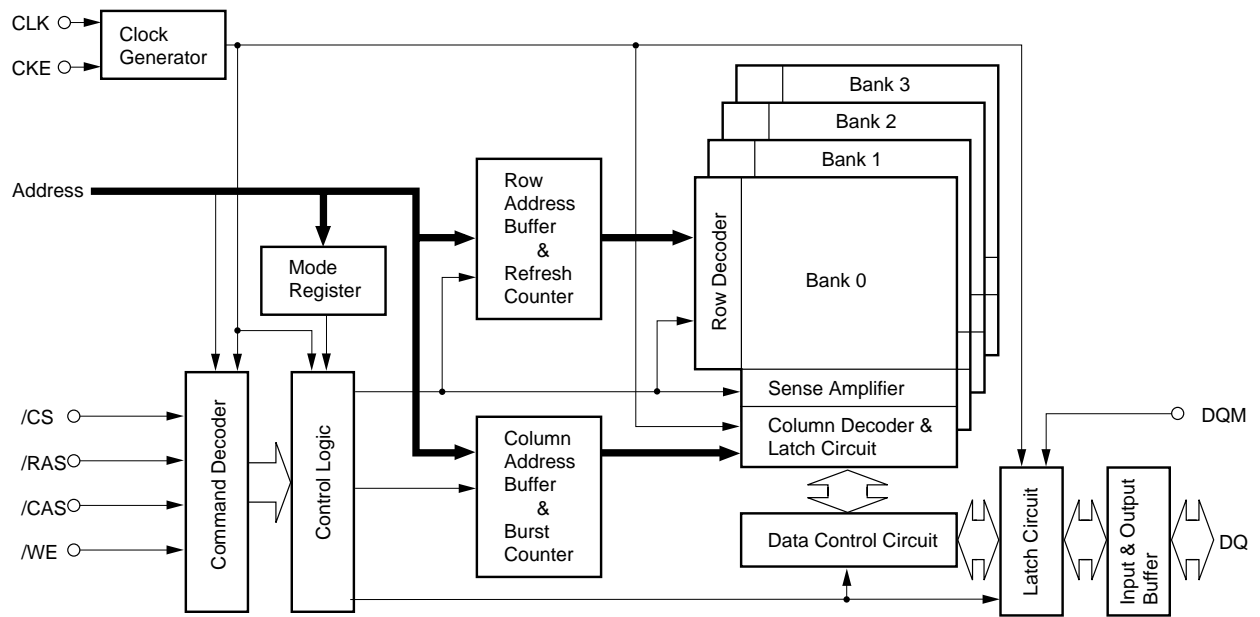 CLK
CKE
Clock
Generator
Bank 3
Bank 2
Bank 1
Bank 0
Address
Row
Address
Buffer
&
Refresh
Counter
Row Decoder
Mode
Register
Sense Amplifier
Column Decoder &
Latch Circuit
/CS
/RAS
/CAS
/WE
Command Decoder
Control Logic
Column
Address
Buffer
&
Burst
Counter
Data Control Circuit
Latch Circuit
Input & Output
Buffer
DQM
DQ